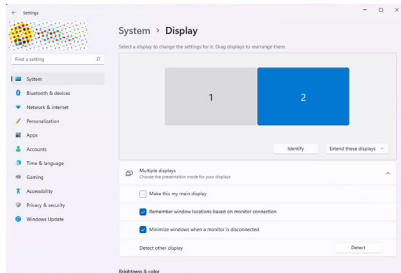 Settings
System > Display
Select a display to change the settings for it. Drag displays to rearrange them.
Find a setting
1
2
System
Bluetooth & devices
Network & internet
Personalization
Apps
Accounts
Time & language
Gaming
Accessibility
Privacy & security
Windows Update
Identify
Extend these displays
Multiple displays
Choose the presentation mode for your displays
Make this my main display
Remember window locations based on monitor connection
Minimize windows when a monitor is disconnected
Detect other display
Detect
Brightness & color